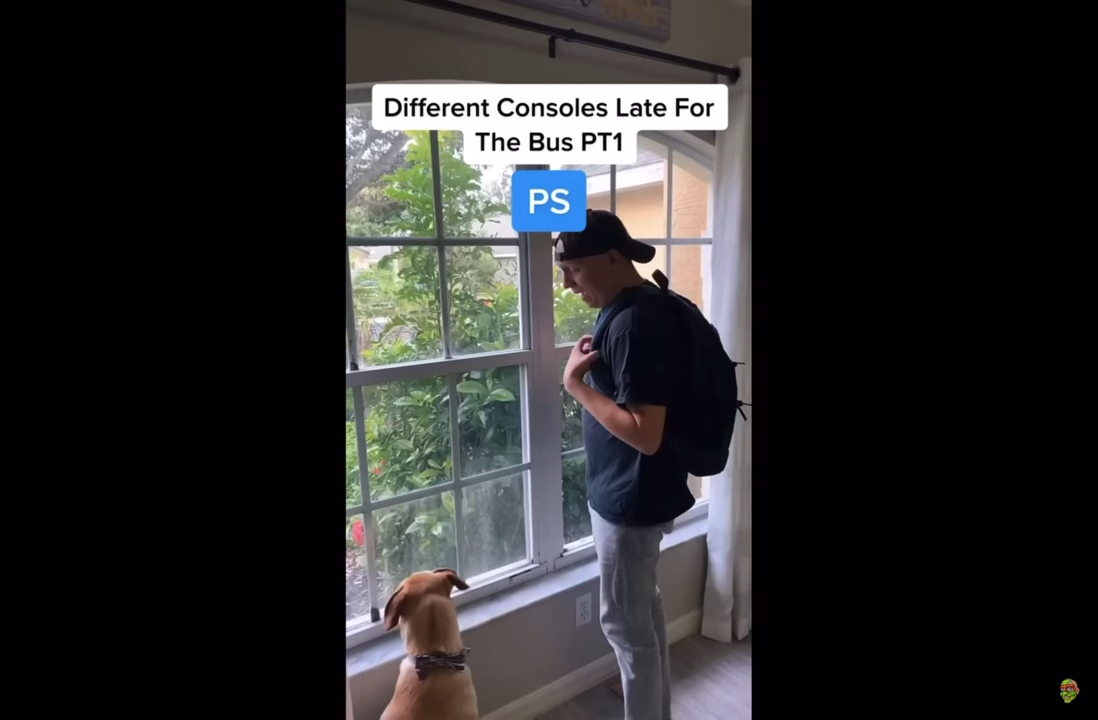 Different Consoles Late For
The Bus PT1
PS